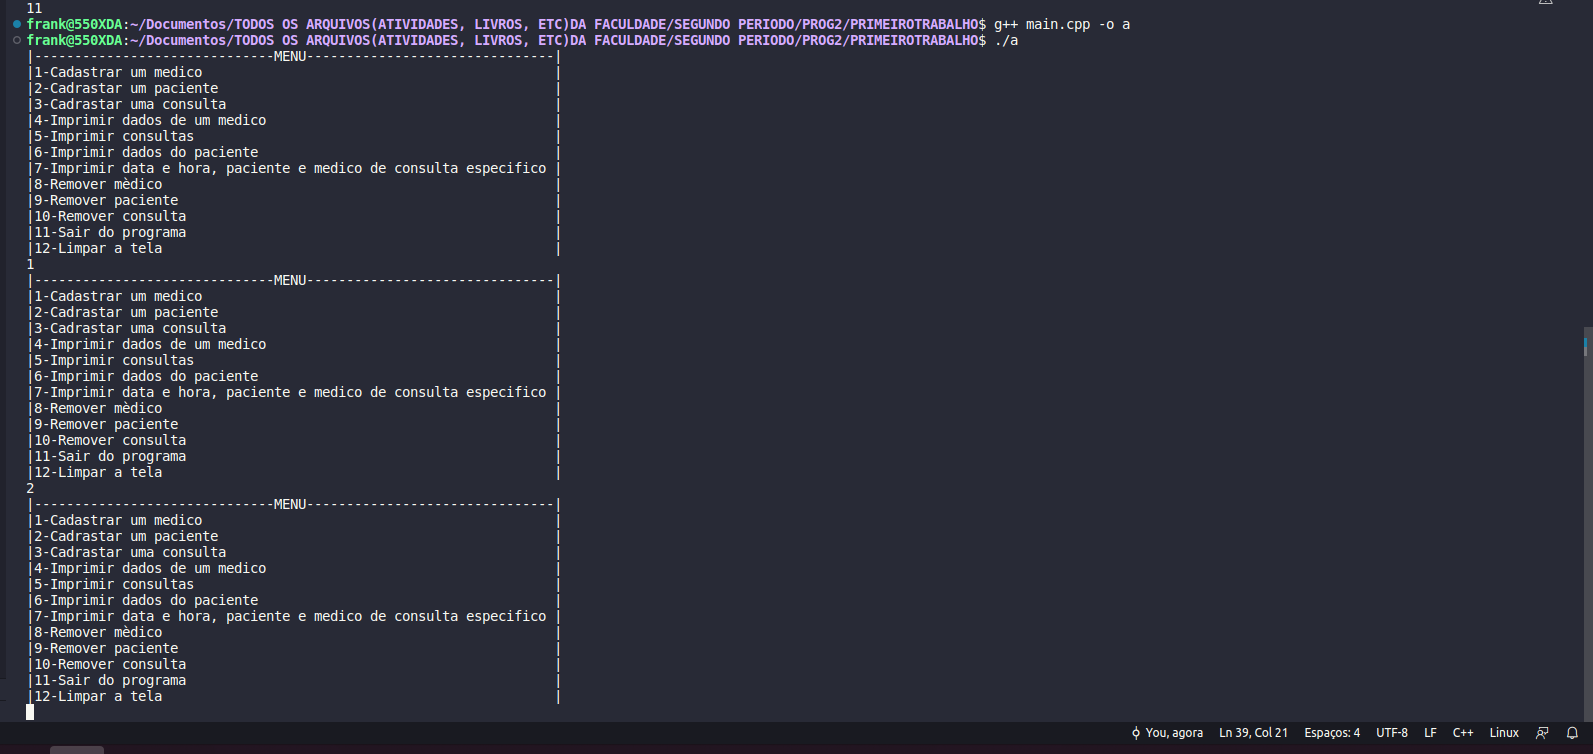 11
frank@550XDA:~/Documentos/TODOS OS ARQUIVOS(ATIVIDADES, LIVROS, ETC)DA FACULDADE/SEGUNDO PERIODO/PROG2/PRIMEIROTRABALHO$ g++ main.cpp -o a
frank@550XDA:~/Documentos/TODOS OS ARQUIVOS(ATIVIDADES, LIVROS, ETC)DA FACULDADE/SEGUNDO PERIODO/PROG2/PRIMEIROTRABALHO$ ./a
|------------------------------MENU-------------------------------|
|1-Cadastrar um medico                                            |
|2-Cadrastar um paciente                                          |
|3-Cadrastar uma consulta                                         |
|4-Imprimir dados de um medico                                    |
|5-Imprimir consultas                                             |
|6-Imprimir dados do paciente                                     |
|7-Imprimir data e hora, paciente e medico de consulta especifico |
|8-Remover mèdico                                                 |
|9-Remover paciente                                               |
|10-Remover consulta                                              |
|11-Sair do programa                                              |
|12-Limpar a tela                                                 |
1
|------------------------------MENU-------------------------------|
|1-Cadastrar um medico                                            |
|2-Cadrastar um paciente                                          |
|3-Cadrastar uma consulta                                         |
|4-Imprimir dados de um medico                                    |
|5-Imprimir consultas                                             |
|6-Imprimir dados do paciente                                     |
|7-Imprimir data e hora, paciente e medico de consulta especifico |
|8-Remover mèdico                                                 |
|9-Remover paciente                                               |
|10-Remover consulta                                              |
|11-Sair do programa                                              |
|12-Limpar a tela                                                 |
2
|------------------------------MENU-------------------------------|
|1-Cadastrar um medico                                            |
|2-Cadrastar um paciente                                          |
|3-Cadrastar uma consulta                                         |
|4-Imprimir dados de um medico                                    |
|5-Imprimir consultas                                             |
|6-Imprimir dados do paciente                                     |
|7-Imprimir data e hora, paciente e medico de consulta especifico |
|8-Remover mèdico                                                 |
|9-Remover paciente                                               |
|10-Remover consulta                                              |
|11-Sair do programa                                              |
|12-Limpar a tela                                                 |
You, agora Ln 39, Col 21 Espaços: 4 UTF-8 LF C++ Linux